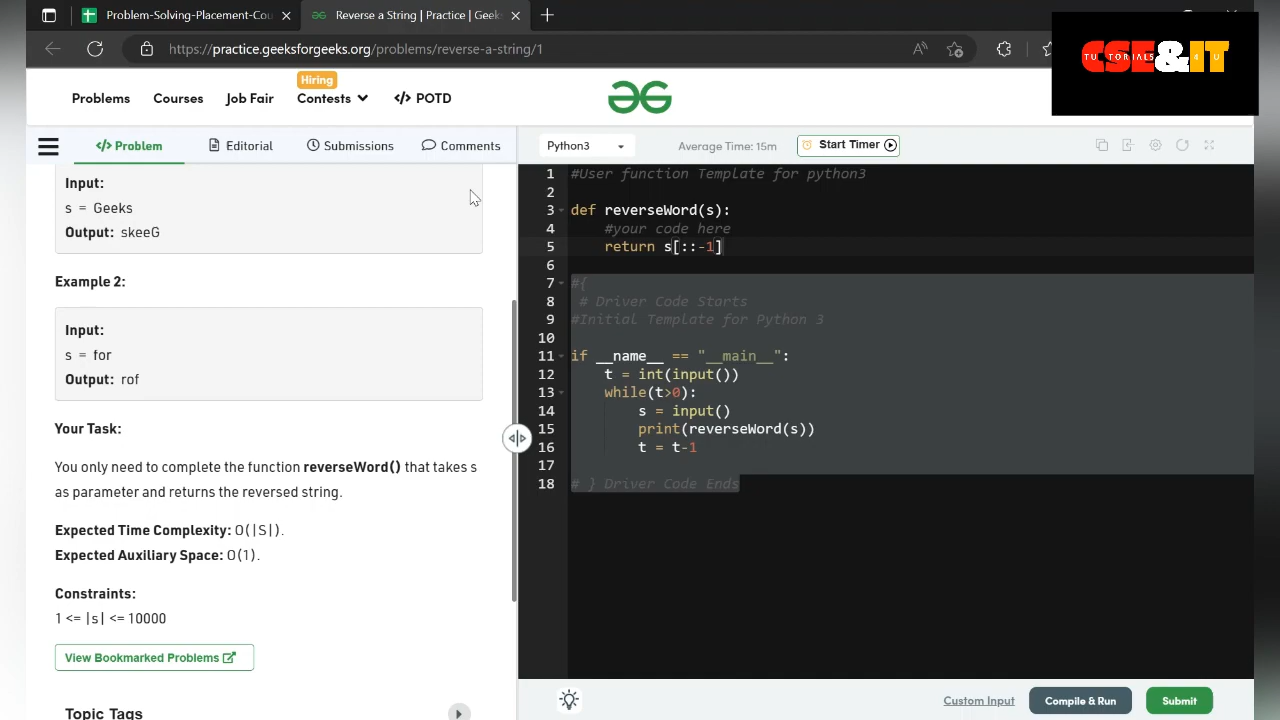 Problem-Solving-Placement-Cou
Reverse a String | Practice | Geek
https://practice.geeksforgeeks.org/problems/reverse-a-string/1
CSE&IT
TUTORIALS 4 U
Hiring
Problems
Courses
Job Fair
Contests
</> POTD
</> Problem
Editorial
Submissions
Comments
Python3
Average Time: 15m
Start Timer
Input:
s = Geeks
Output: skeeG
Example 2:
Input:
s = for
Output: rof
Your Task:
You only need to complete the function reverseWord() that takes s
as parameter and returns the reversed string.
Expected Time Complexity: O(|S|).
Expected Auxiliary Space: O(1).
Constraints:
1 <= |s| <= 10000
View Bookmarked Problems
Topic Tags
1 #User function Template for python3
2
3 def reverseWord(s):
4 #your code here
5 return s[::-1]
6
7 #{
8 # Driver Code Starts
9 #Initial Template for Python 3
10
11 if __name__ == "__main__":
12 t = int(input())
13 while(t>0):
14 s = input()
15 print(reverseWord(s))
16 t = t-1
17
18 # } Driver Code Ends
Custom Input
Compile & Run
Submit